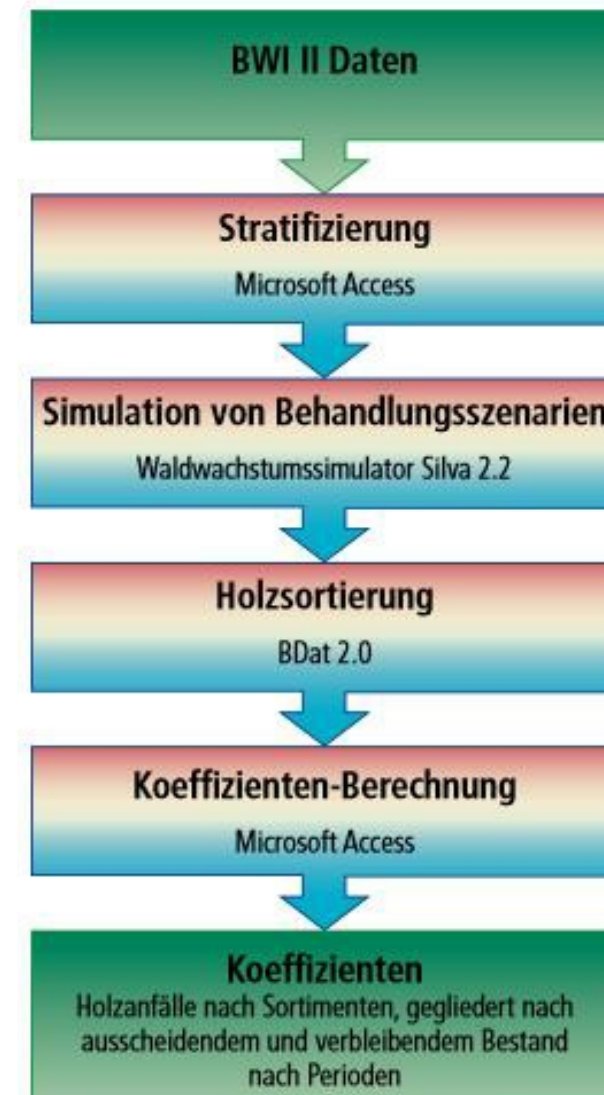 BWI II Daten
Stratifizierung
Microsoft Access
Simulation von Behandlungsszenarien
Waldwachstumssimulator Silva 2.2
Holzsortierung
BDat 2.0
Koeffizienten-Berechnung
Microsoft Access
Koeffizienten
Holzanfälle nach Sortimenten, gegliedert nach
ausscheidendem und verbleibendem Bestand
nach Perioden